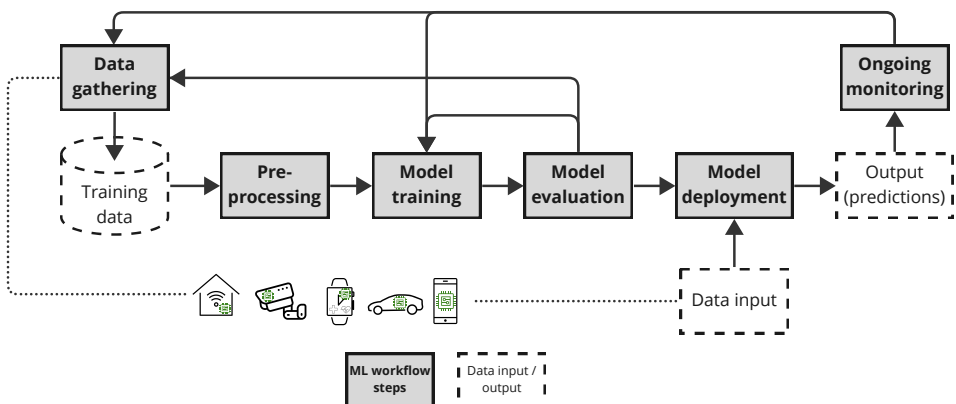 Data
gathering
Ongoing
monitoring
Training
data
Pre-
processing
Model
training
Model
evaluation
Model
deployment
Output
(predictions)
Data input
ML workflow
steps
Data input /
output